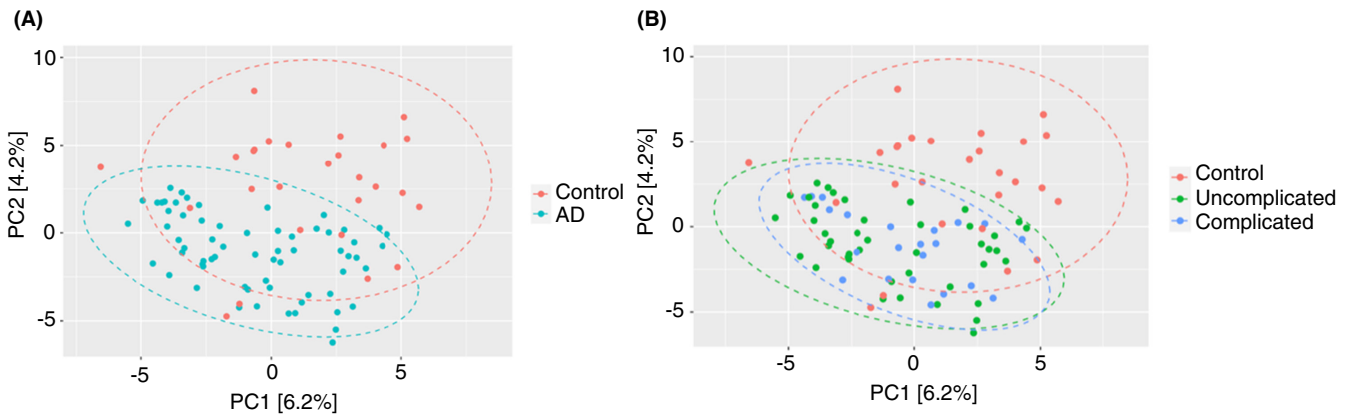 (A)
10
5
0
-5
-5
0
5
PC2 [4.2%]
PC1 [6.2%]
Control
AD
(B)
10
5
0
-5
-5
0
5
PC2 [4.2%]
PC1 [6.2%]
Control
Uncomplicated
Complicated